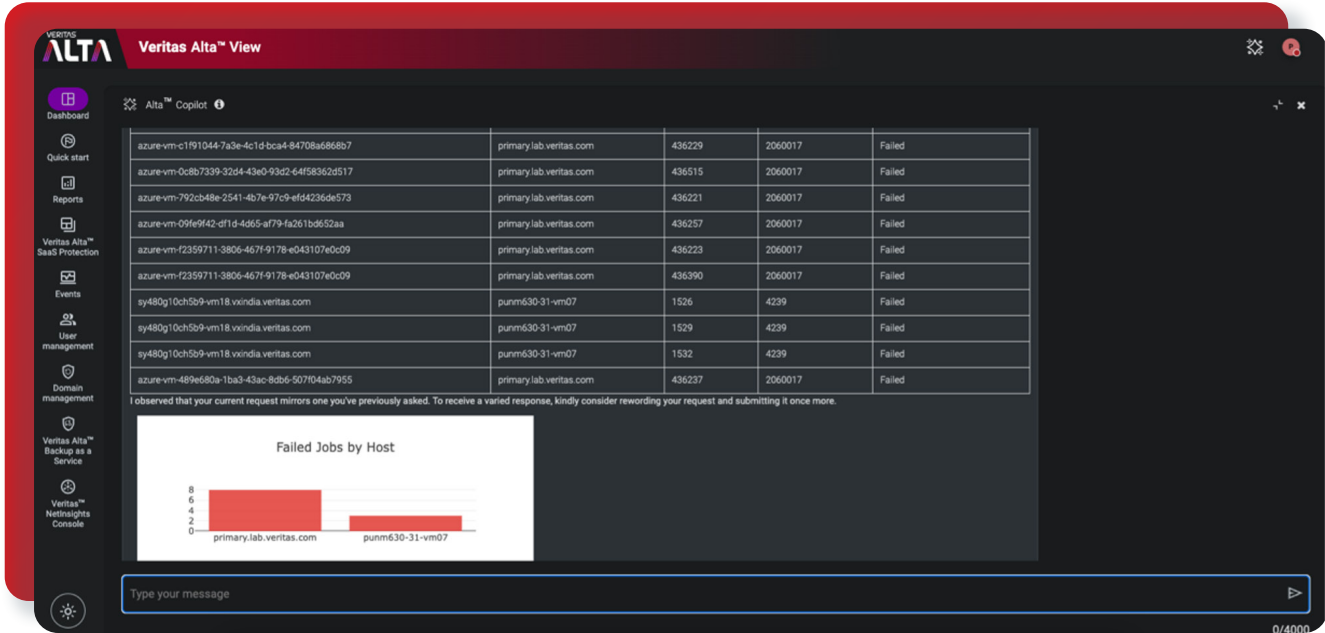 VERITAS
ALTA
Veritas Alta™ View
Dashboard
Quick start
Reports
Veritas Alta™
SaaS Protection
Events
User
management
Domain
management
Veritas Alta™
Backup as a
Service
Veritas™
NetInsights
Console
Alta™ Copilot
azure-vm-c1f91044-7a3e-4c1d-bca4-84708a6868b7 primary.lab.veritas.com 436229 2060017 Failed
azure-vm-0c8b7339-32d4-43e0-93d2-64f58362d517 primary.lab.veritas.com 436515 2060017 Failed
azure-vm-792cb48e-2541-4b7e-97c9-efd4236de573 primary.lab.veritas.com 436221 2060017 Failed
azure-vm-09fe9f42-df1d-4d65-af79-fa261bd652aa primary.lab.veritas.com 436257 2060017 Failed
azure-vm-f2359711-3806-467f-9178-e043107e0c09 primary.lab.veritas.com 436223 2060017 Failed
azure-vm-f2359711-3806-467f-9178-e043107e0c09 primary.lab.veritas.com 436390 2060017 Failed
sy480g10ch5b9-vm18.vxindia.veritas.com punm630-31-vm07 1526 4239 Failed
sy480g10ch5b9-vm18.vxindia.veritas.com punm630-31-vm07 1529 4239 Failed
sy480g10ch5b9-vm18.vxindia.veritas.com punm630-31-vm07 1532 4239 Failed
azure-vm-489e680a-1ba3-43ac-8db6-507f04ab7955 primary.lab.veritas.com 436237 2060017 Failed
I observed that your current request mirrors one you've previously asked. To receive a varied response, kindly consider rewording your request and submitting it once more.
Failed Jobs by Host
8
6
4
2
0
primary.lab.veritas.com punm630-31-vm07
Type your message
0/4000